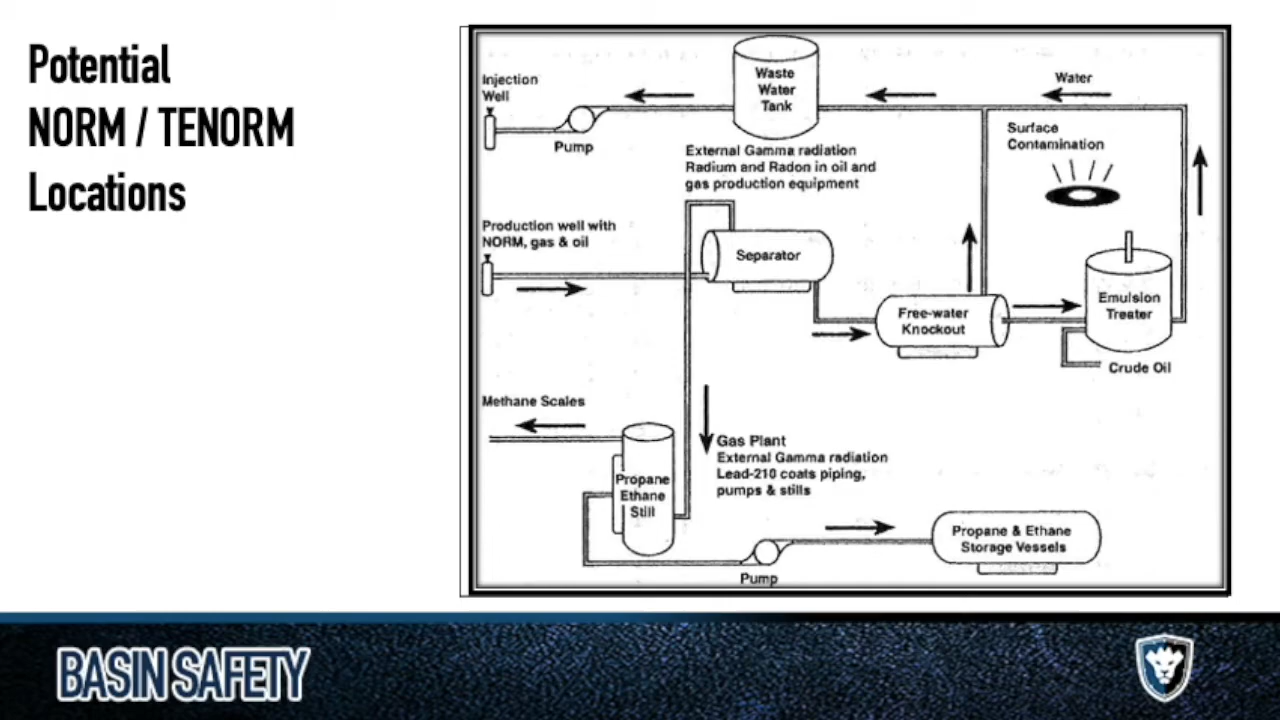 Potential
NORM / TENORM
Locations
Injection
Well
Pump
Waste
Water
Tank
Water
Surface
Contamination
External Gamma radiation
Radium and Radon in oil and
gas production equipment
Production well with
NORM, gas & oil
Separator
Free-water
Knockout
Emulsion
Treater
Crude Oil
Methane Scales
Propane
Ethane
Still
Gas Plant
External Gamma radiation
Lead-210 coats piping,
pumps & stills
Propane & Ethane
Storage Vessels
Pump
BASIN SAFETY